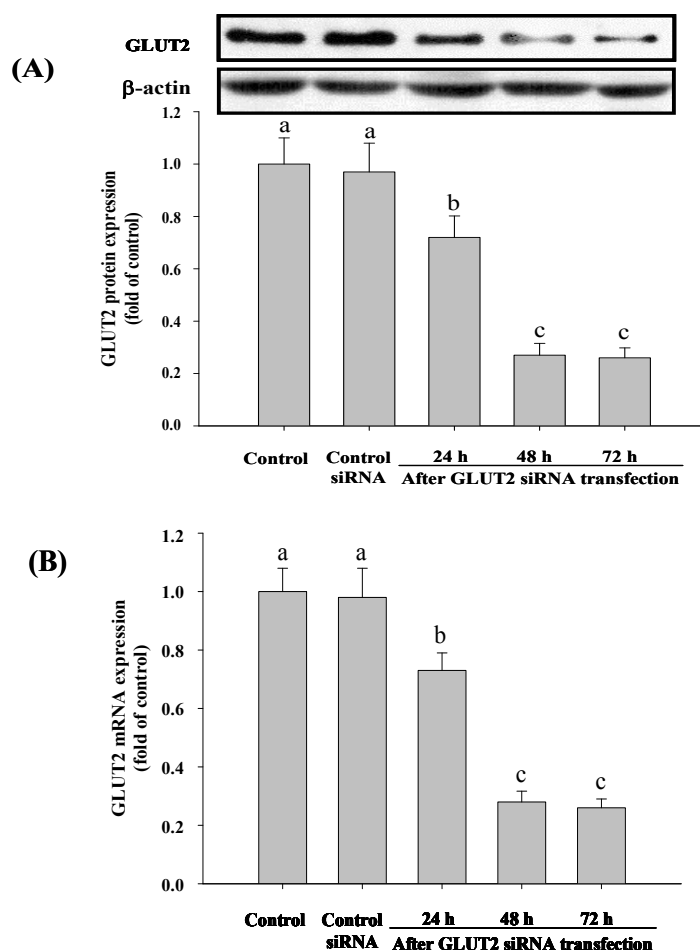 GLUT2
(A)
β-actin
1.2
1.0
0.8
0.6
0.4
0.2
0.0
GLUT2 protein expression
(fold of control)
a
a
b
c
c
Control
Control
siRNA
24 h
48 h
72 h
After GLUT2 siRNA transfection
(B)
1.2
1.0
0.8
0.6
0.4
0.2
0.0
GLUT2 mRNA expression
(fold of control)
a
a
b
c
c
Control
Control
siRNA
24 h
48 h
72 h
After GLUT2 siRNA transfection